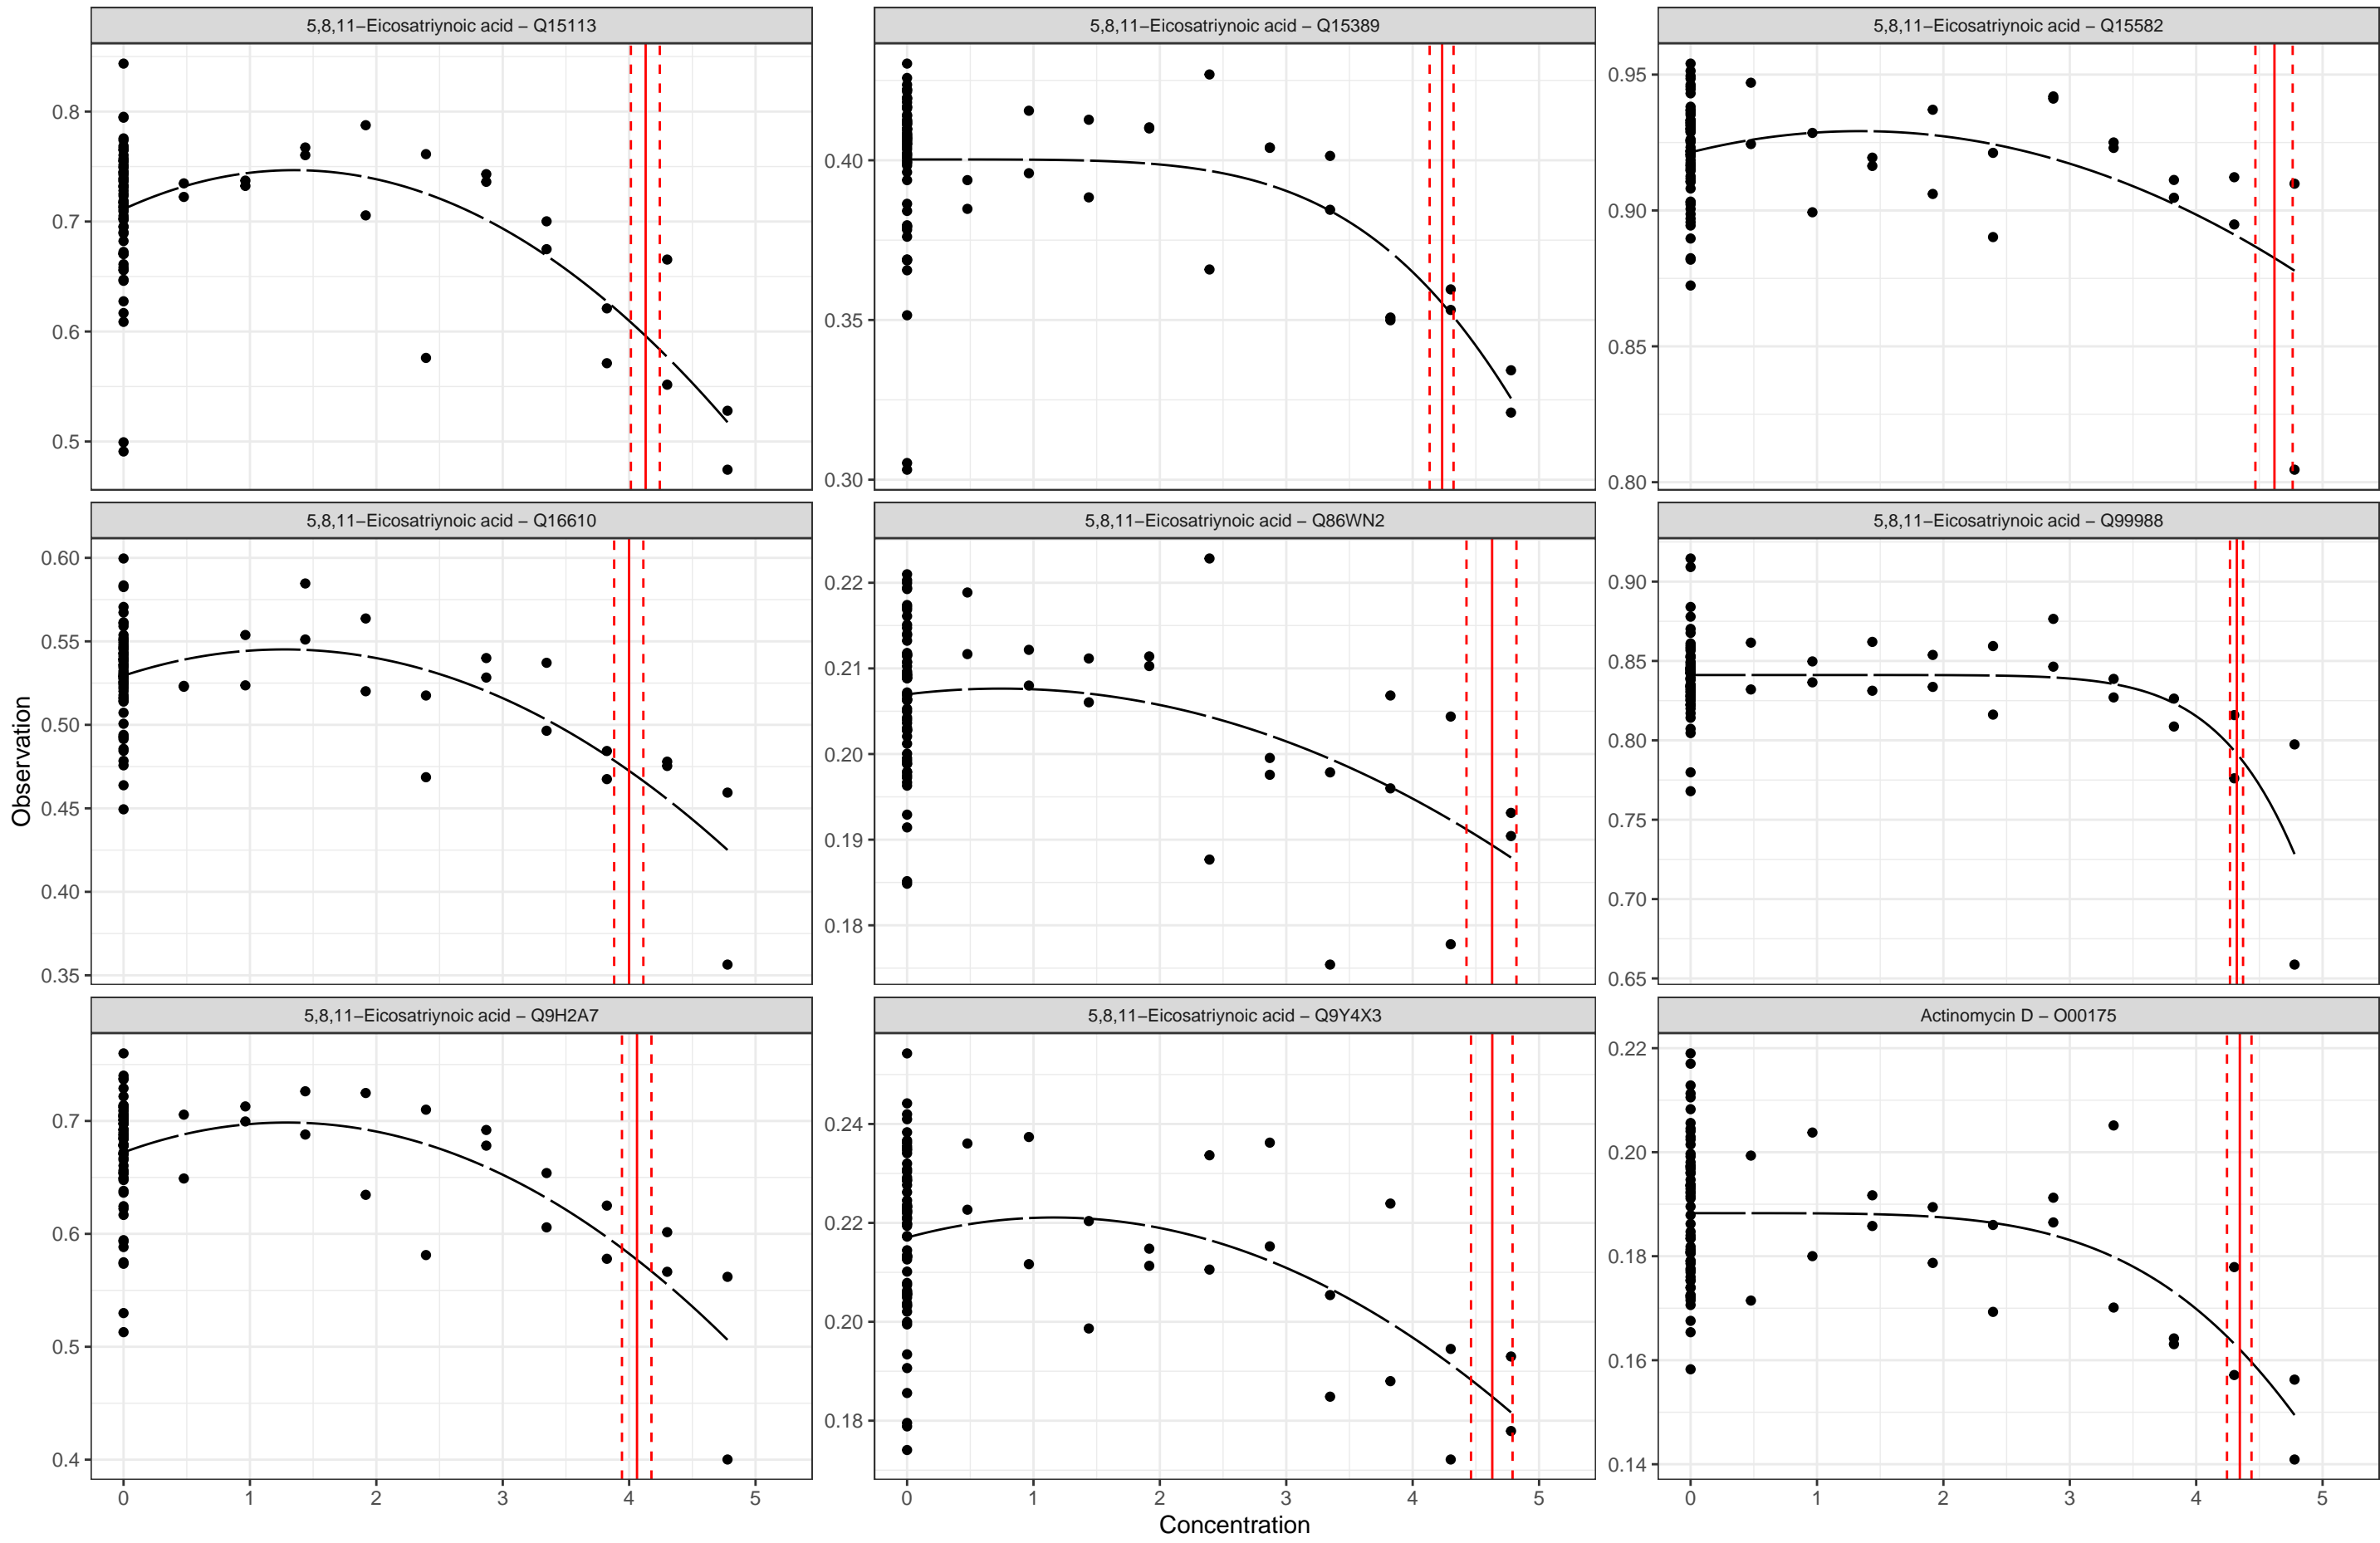 5,8,11−Eicosatriynoic acid − Q15113
5,8,11−Eicosatriynoic acid − Q15389
5,8,11−Eicosatriynoic acid − Q15582
0.8
0.7
0.6
0.5
0.40
0.35
0.30
0.95
0.90
0.85
0.80
5,8,11−Eicosatriynoic acid − Q16610
5,8,11−Eicosatriynoic acid − Q86WN2
5,8,11−Eicosatriynoic acid − Q99988
0.60
0.55
0.50
0.45
0.40
0.35
0.22
0.21
0.20
0.19
0.18
0.90
0.85
0.80
0.75
0.70
0.65
Observation
5,8,11−Eicosatriynoic acid − Q9H2A7
5,8,11−Eicosatriynoic acid − Q9Y4X3
Actinomycin D − O00175
0.7
0.6
0.5
0.4
0.24
0.22
0.20
0.18
0.22
0.20
0.18
0.16
0.14
0 1 2 3 4 5
0 1 2 3 4 5
0 1 2 3 4 5
Concentration